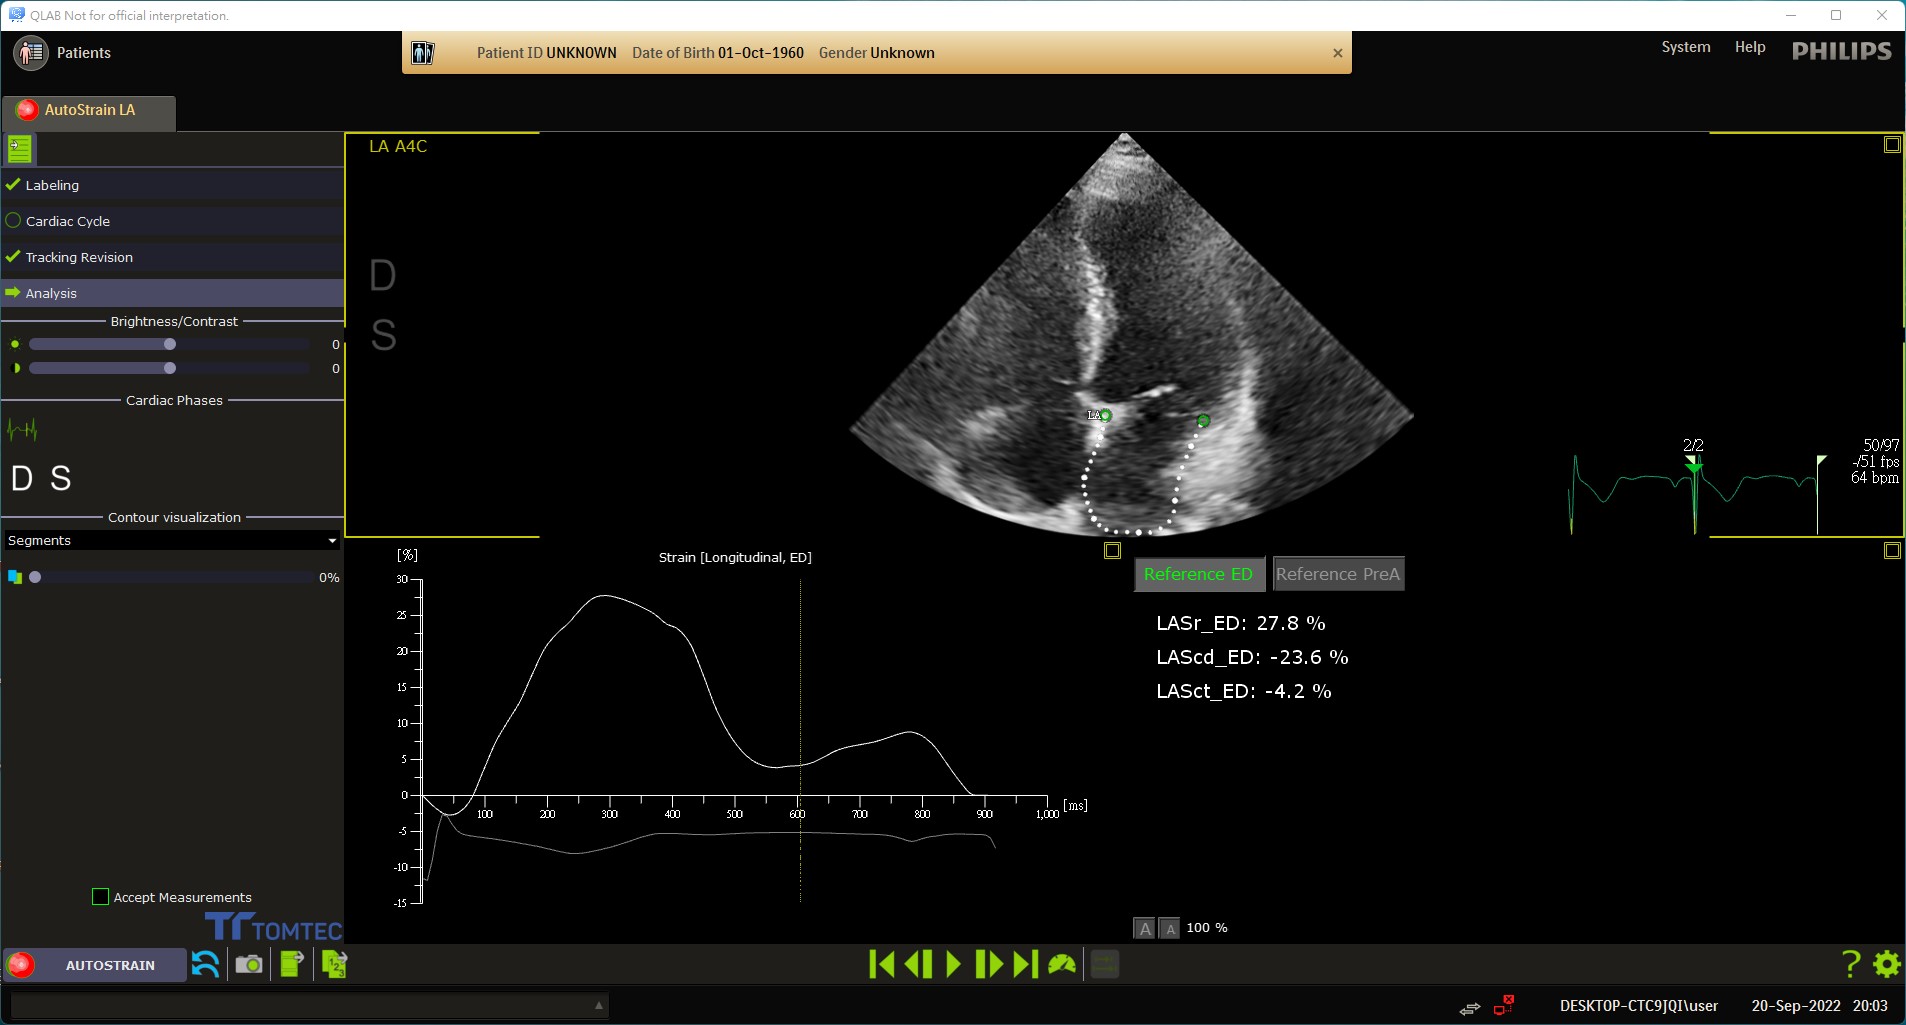 QLAB Not for official interpretation.
Patients
Patient ID UNKNOWN Date of Birth 01-Oct-1960 Gender Unknown
System Help PHILIPS
AutoStrain LA
Labeling
Cardiac Cycle
Tracking Revision
Analysis
Brightness/Contrast
0
0
Cardiac Phases
D S
Contour visualization
Segments
0%
Accept Measurements
TOMTEC
AUTOSTRAIN
LA A4C
D
S
LA
2/2
50/97
-/51 fps
64 bpm
[%] Strain [Longitudinal, ED]
30
25
20
15
10
5
0
-5
-10
-15
100 200 300 400 500 600 700 800 900 1,000 [ms]
Reference ED Reference PreA
LASr_ED: 27.8 %
LAScd_ED: -23.6 %
LASct_ED: -4.2 %
A A 100 %
1 2 3
?
DESKTOP-CTC9JQI\user 20-Sep-2022 20:03